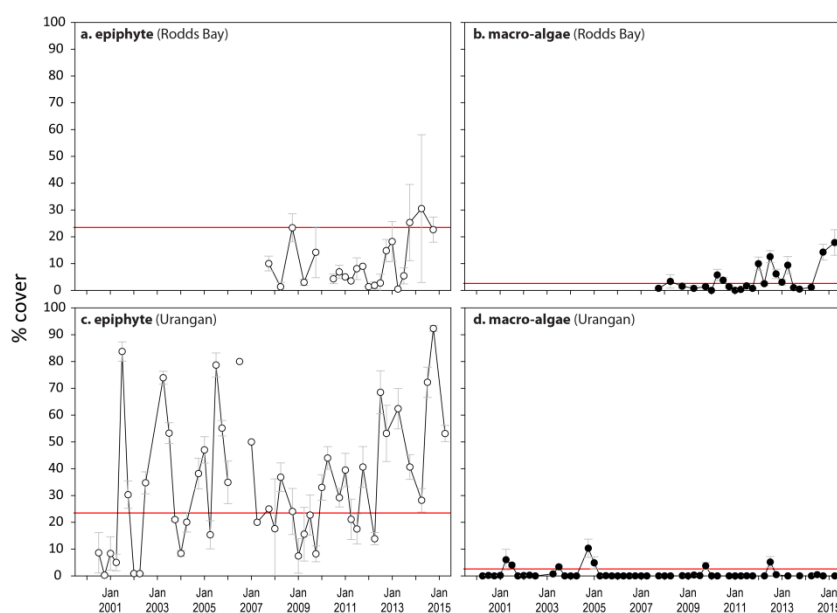 100
90
80
70
60
50
40
30
20
10
0
a. epiphyte (Rodds Bay)
b. macro-algae (Rodds Bay)
% cover
100
90
80
70
60
50
40
30
20
10
0
c. epiphyte (Urangan)
d. macro-algae (Urangan)
Jan Jan Jan Jan Jan Jan Jan Jan
2001 2003 2005 2007 2009 2011 2013 2015
Jan Jan Jan Jan Jan Jan Jan Jan
2001 2003 2005 2007 2009 2011 2013